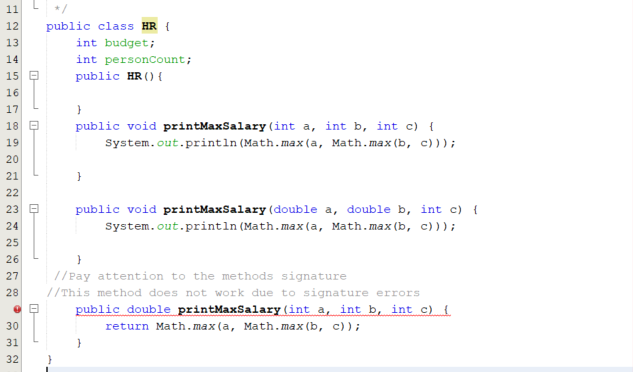 11 */
12 public class HR {
13 int budget;
14 int personCount;
15 public HR(){
16
17 }
18 public void printMaxSalary(int a, int b, int c) {
19 System.out.println(Math.max(a, Math.max(b, c)));
20
21 }
22
23 public void printMaxSalary(double a, double b, int c) {
24 System.out.println(Math.max(a, Math.max(b, c)));
25
26 }
27 //Pay attention to the methods signature
28 //This method does not work due to signature errors
public double printMaxSalary(int a, int b, int c) {
30 return Math.max(a, Math.max(b, c));
31 }
32 }